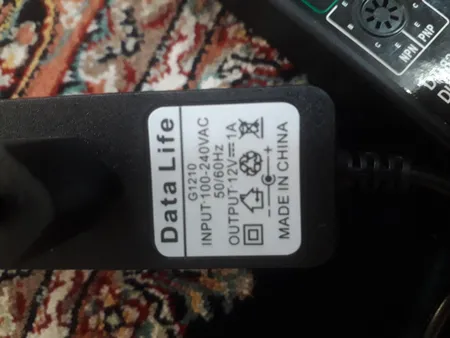 Data Life
G1210
INPUT:100-240VAC
50/60Hz
OUTPUT:12V⎓1A
- +
MADE IN CHINA
E
B
C
E
E
NPN
PNP